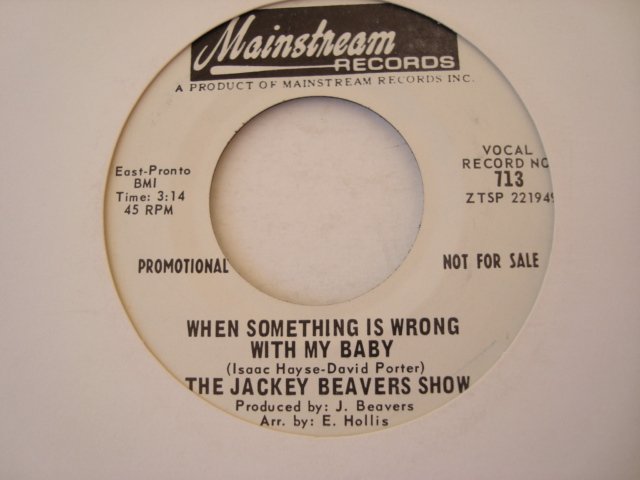 Mainstream
RECORDS
A PRODUCT OF MAINSTREAM RECORDS INC.
East-Pronto
BMI
Time: 3:14
45 RPM
VOCAL
RECORD NO
713
ZTSP 221949
PROMOTIONAL
NOT FOR SALE
WHEN SOMETHING IS WRONG
WITH MY BABY
(Isaac Hayse-David Porter)
THE JACKEY BEAVERS SHOW
Produced by: J. Beavers
Arr. by: E. Hollis